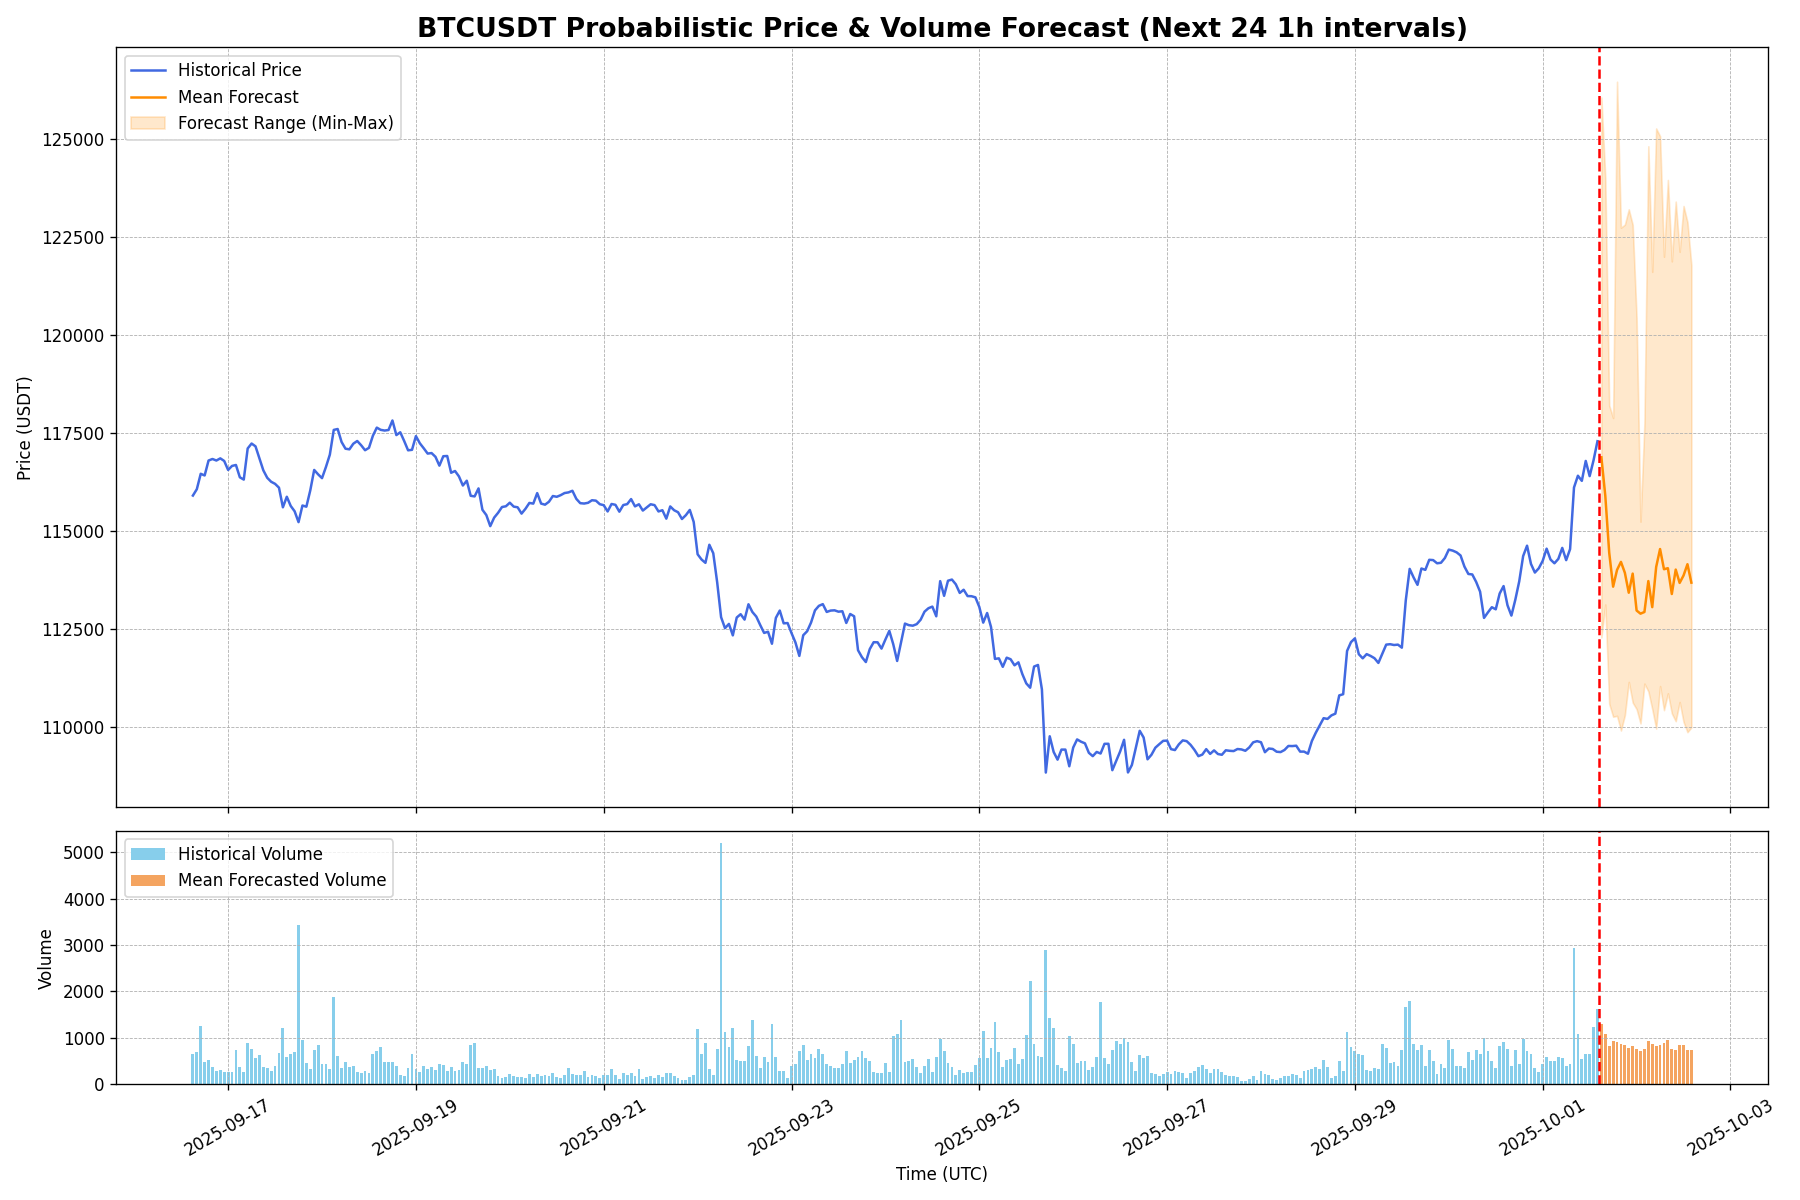 BTCUSDT Probabilistic Price & Volume Forecast (Next 24 1h intervals)
Historical Price
Mean Forecast
Forecast Range (Min-Max)
125000
122500
120000
117500
115000
112500
110000
Price (USDT)
Historical Volume
Mean Forecasted Volume
5000
4000
3000
2000
1000
0
Volume
2025-09-17
2025-09-19
2025-09-21
2025-09-23
2025-09-25
2025-09-27
2025-09-29
2025-10-01
2025-10-03
Time (UTC)